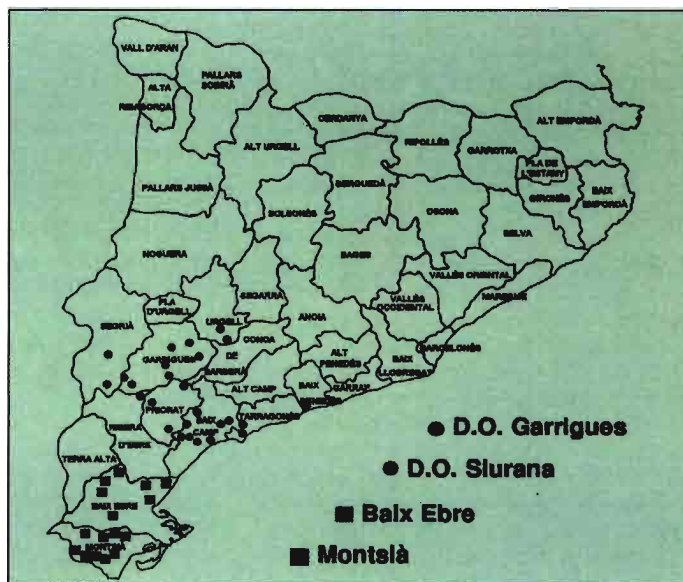 VALL D'ARAN
PALLARS
SOBIRÀ
ALTA
RIBAGORÇA
CERDANYA
ALT URGELL
RIPOLLÈS
GARROTXA
ALT EMPORDÀ
PLA DE
L'ESTANY
PALLARS JUSSÀ
BERGUEDÀ
GIRONÈS
BAIX
EMPORDÀ
SOLSONÈS
OSONA
NOGUERA
BAGES
SELVA
VALLÈS ORIENTAL
SEGARRA
MARESME
PLA
D'URGELL
VALLÈS
OCCIDENTAL
SEGRIÀ
URGELL
ANOIA
BARCELONÈS
GARRIGUES
CONCA
DE
BARBERÀ
ALT
PENEDÈS
BAIX
LLOBREGAT
ALT CAMP
BAIX
PENEDÈS
GARRAF
PRIORAT
BAIX
CAMP
TARRAGONÈS
RIBERA
D'EBRE
TERRA ALTA
BAIX EBRE
MONTSIÀ
D.O. Garrigues
D.O. Siurana
Baix Ebre
Montsià